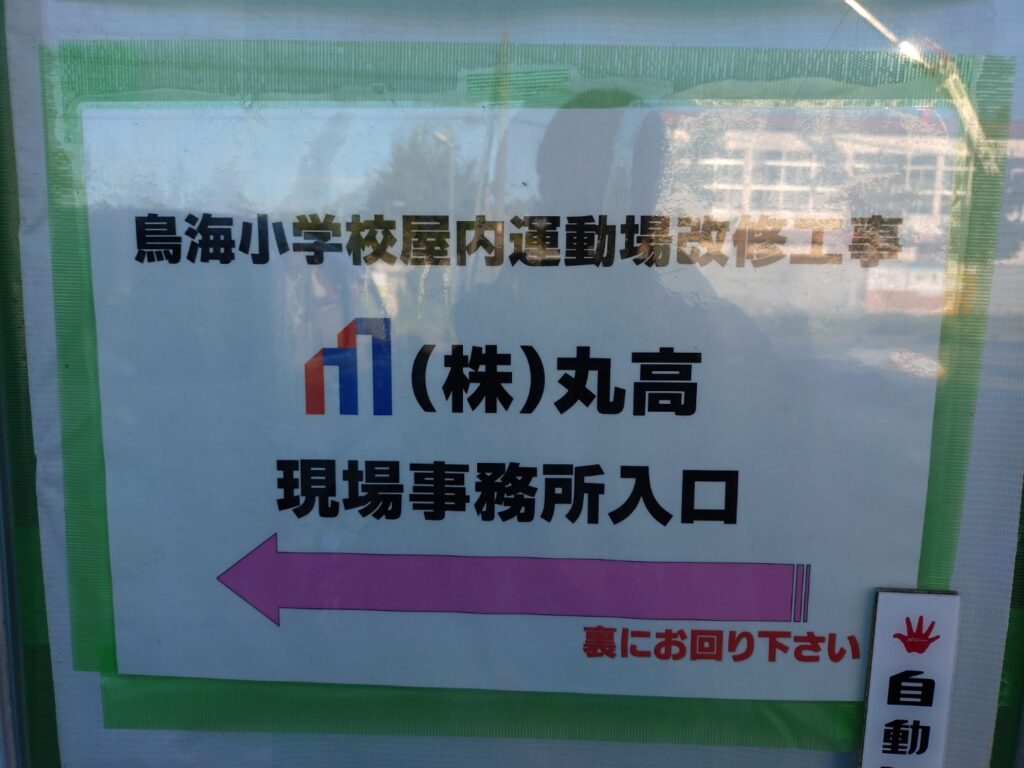 鳥海小学校屋内運動場改修工事
(株)丸高
現場事務所入口
裏にお回り下さい
自動